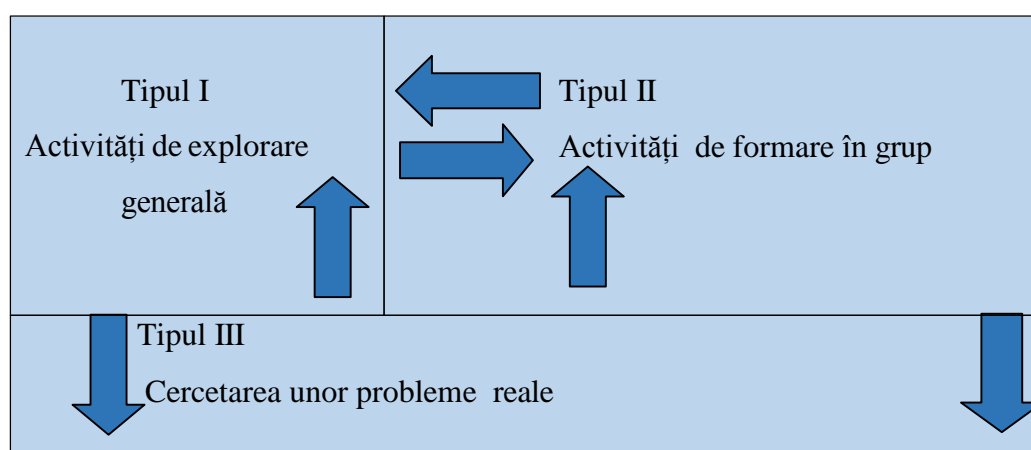 Tipul I
Activități de explorare
generală
Tipul II
Activități de formare în grup
Tipul III
Cercetarea unor probleme reale